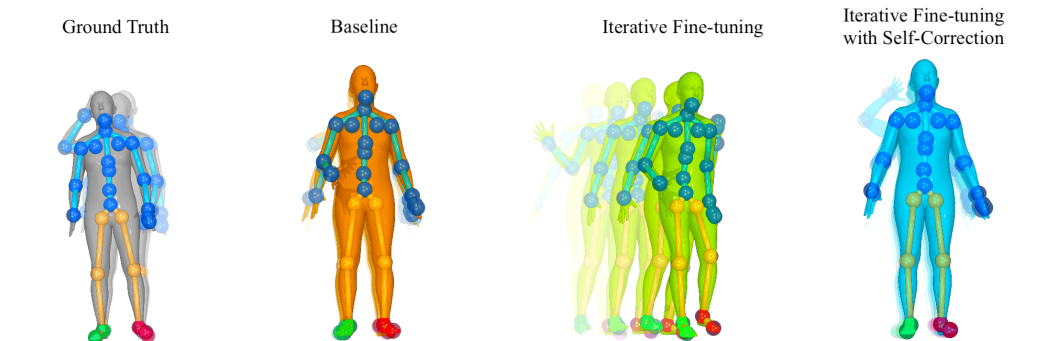 Ground Truth
Baseline
Iterative Fine-tuning
Iterative Fine-tuning
with Self-Correction